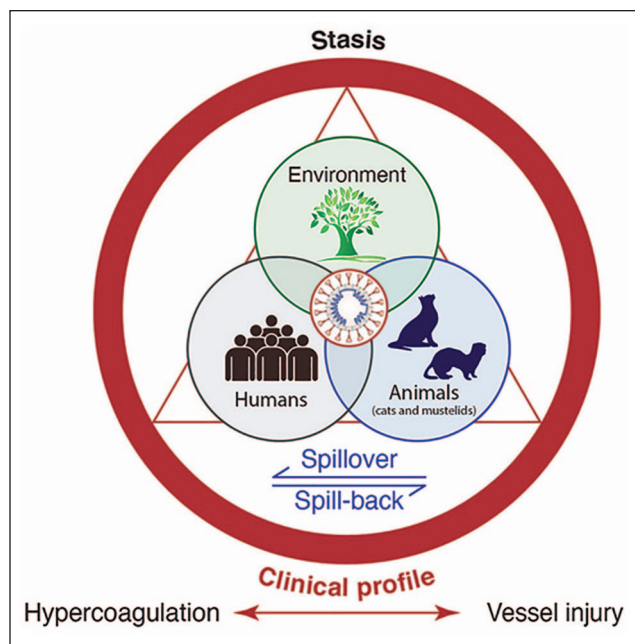 Stasis
Environment
Humans
Animals
(cats and mustelids)
Spillover
Spill-back
Clinical profile
Hypercoagulation
Vessel injury